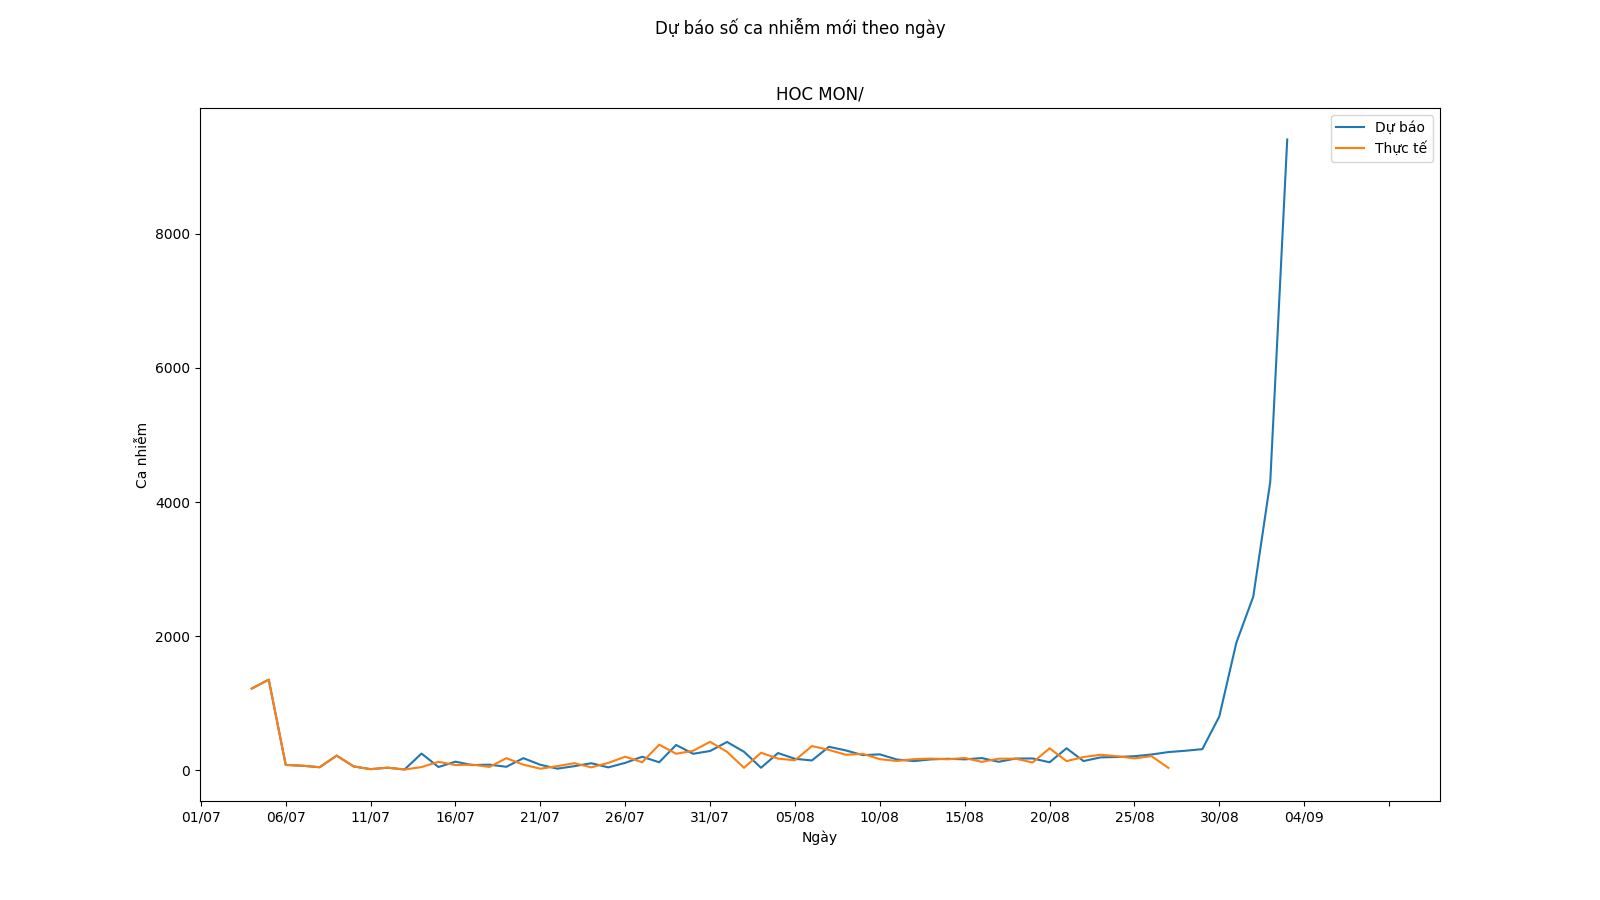 Dự báo số ca nhiễm mới theo ngày
HOC MON/
Dự báo
Thực tế
8000
6000
4000
2000
0
Ca nhiễm
01/07 06/07 11/07 16/07 21/07 26/07 31/07 05/08 10/08 15/08 20/08 25/08 30/08 04/09
Ngày